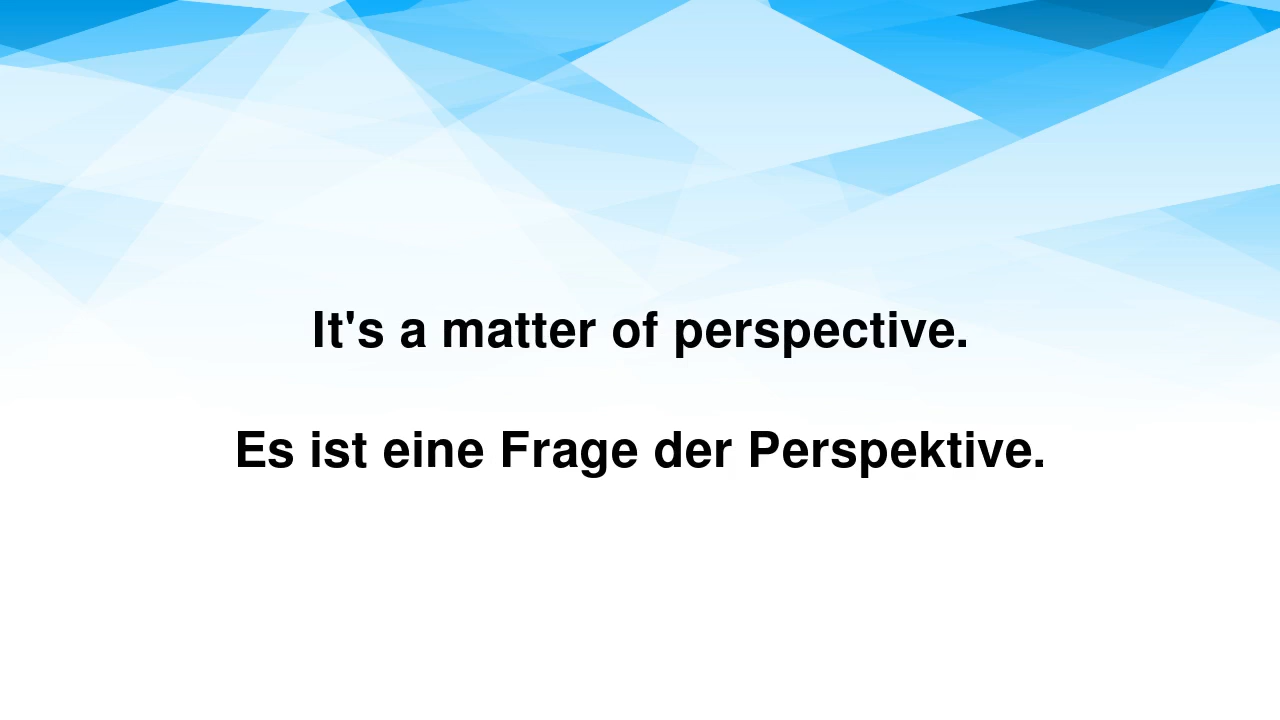 It's a matter of perspective.
Es ist eine Frage der Perspektive.